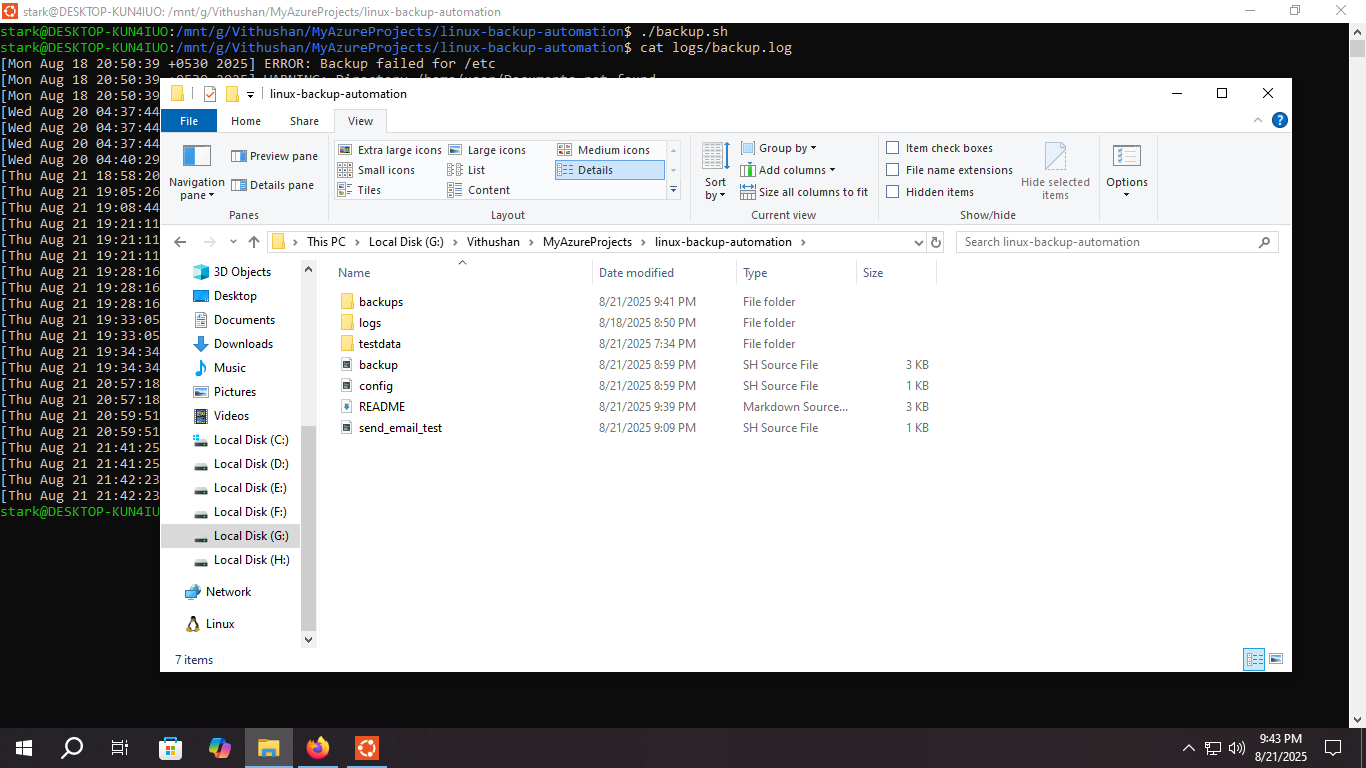 stark@DESKTOP-KUN4IUO: /mnt/g/Vithushan/MyAzureProjects/linux-backup-automation
stark@DESKTOP-KUN4IUO:/mnt/g/Vithushan/MyAzureProjects/linux-backup-automation$ ./backup.sh
stark@DESKTOP-KUN4IUO:/mnt/g/Vithushan/MyAzureProjects/linux-backup-automation$ cat logs/backup.log
[Mon Aug 18 20:50:39 +0530 2025] ERROR: Backup failed for /etc
[Mon Aug 18 20:50:39 +0530 2025] WARNING: Directory /home/user/Documents not found
[Mon Aug 18 20:50:39
[Wed Aug 20 04:37:44
[Wed Aug 20 04:37:44
[Wed Aug 20 04:37:44
[Wed Aug 20 04:40:29
[Thu Aug 21 18:58:20
[Thu Aug 21 19:05:26
[Thu Aug 21 19:08:44
[Thu Aug 21 19:21:11
[Thu Aug 21 19:21:11
[Thu Aug 21 19:21:11
[Thu Aug 21 19:28:16
[Thu Aug 21 19:28:16
[Thu Aug 21 19:28:16
[Thu Aug 21 19:33:05
[Thu Aug 21 19:33:05
[Thu Aug 21 19:34:34
[Thu Aug 21 19:34:34
[Thu Aug 21 20:57:18
[Thu Aug 21 20:57:18
[Thu Aug 21 20:59:51
[Thu Aug 21 20:59:51
[Thu Aug 21 21:41:25
[Thu Aug 21 21:41:25
[Thu Aug 21 21:42:23
[Thu Aug 21 21:42:23
stark@DESKTOP-KUN4IU
linux-backup-automation
File Home Share View
Navigation pane
Preview pane
Details pane
Panes
Extra large icons Large icons Medium icons
Small icons List Details
Tiles Content
Layout
Sort by
Group by
Add columns
Size all columns to fit
Current view
Item check boxes
File name extensions
Hidden items
Hide selected items
Show/hide
Options
This PC Local Disk (G:) Vithushan MyAzureProjects linux-backup-automation
Search linux-backup-automation
3D Objects
Desktop
Documents
Downloads
Music
Pictures
Videos
Local Disk (C:)
Local Disk (D:)
Local Disk (E:)
Local Disk (F:)
Local Disk (G:)
Local Disk (H:)
Network
Linux
Name Date modified Type Size
backups 8/21/2025 9:41 PM File folder
logs 8/18/2025 8:50 PM File folder
testdata 8/21/2025 7:34 PM File folder
backup 8/21/2025 8:59 PM SH Source File 3 KB
config 8/21/2025 8:59 PM SH Source File 1 KB
README 8/21/2025 9:39 PM Markdown Source... 3 KB
send_email_test 8/21/2025 9:09 PM SH Source File 1 KB
7 items
9:43 PM
8/21/2025